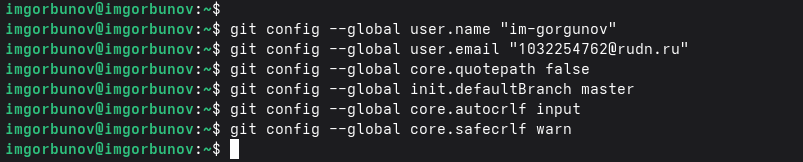 imgorbunov@imgorbunov:~$
imgorbunov@imgorbunov:~$ git config --global user.name "im-gorgunov"
imgorbunov@imgorbunov:~$ git config --global user.email "1032254762@rudn.ru"
imgorbunov@imgorbunov:~$ git config --global core.quotepath false
imgorbunov@imgorbunov:~$ git config --global init.defaultBranch master
imgorbunov@imgorbunov:~$ git config --global core.autocrlf input
imgorbunov@imgorbunov:~$ git config --global core.safecrlf warn
imgorbunov@imgorbunov:~$